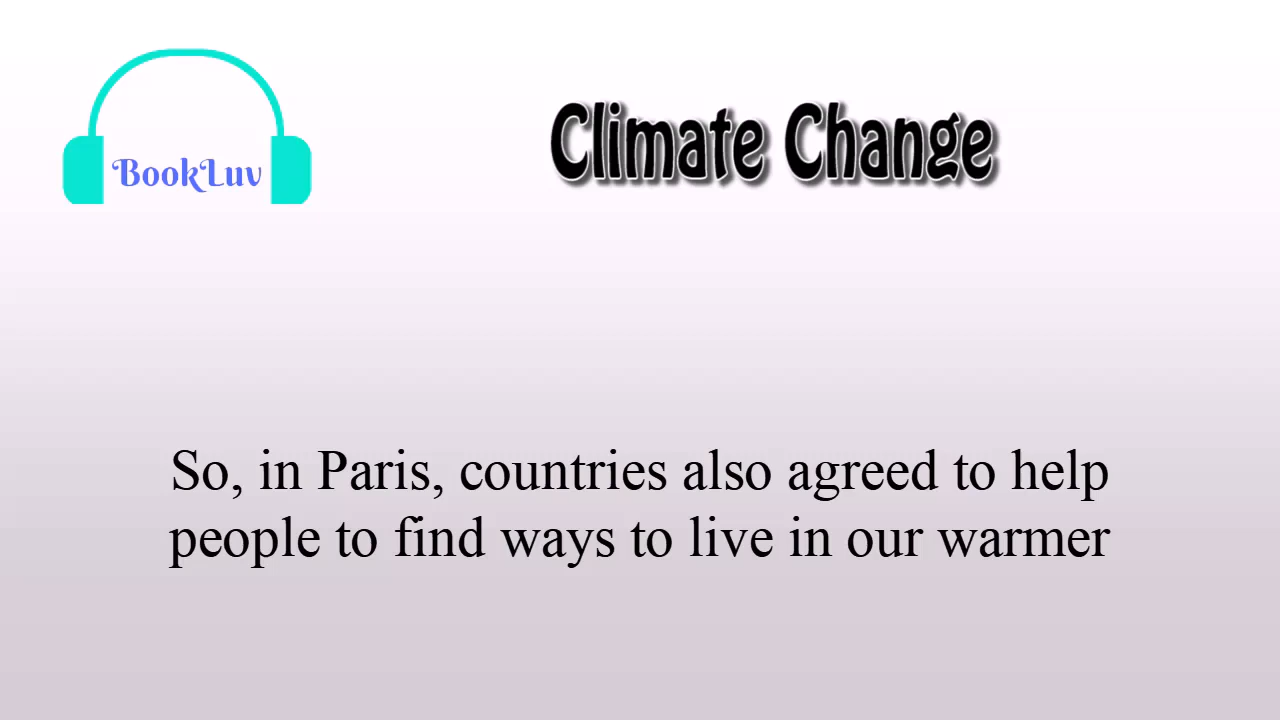 BookLuv
Climate Change
So, in Paris, countries also agreed to help
people to find ways to live in our warmer